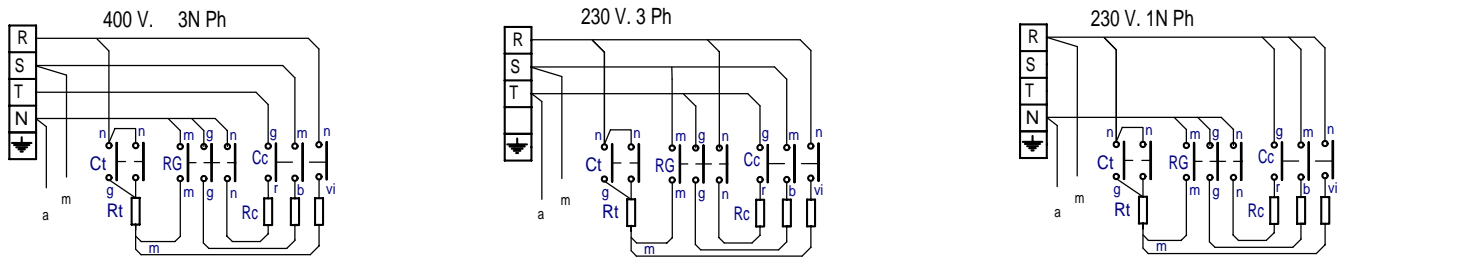 400 V. 3N Ph
R
S
T
N
n n m g n g m n
Ct RG Cc
g m g n r b vi
Rt Rc
a m
m
230 V. 3 Ph
R
S
T
n n m g n g m n
Ct RG Cc
g m g n r b vi
Rt Rc
a m
m
230 V. 1N Ph
R
S
T
N
n n m g n g m n
Ct RG Cc
g m g n r b vi
Rt Rc
a m
m